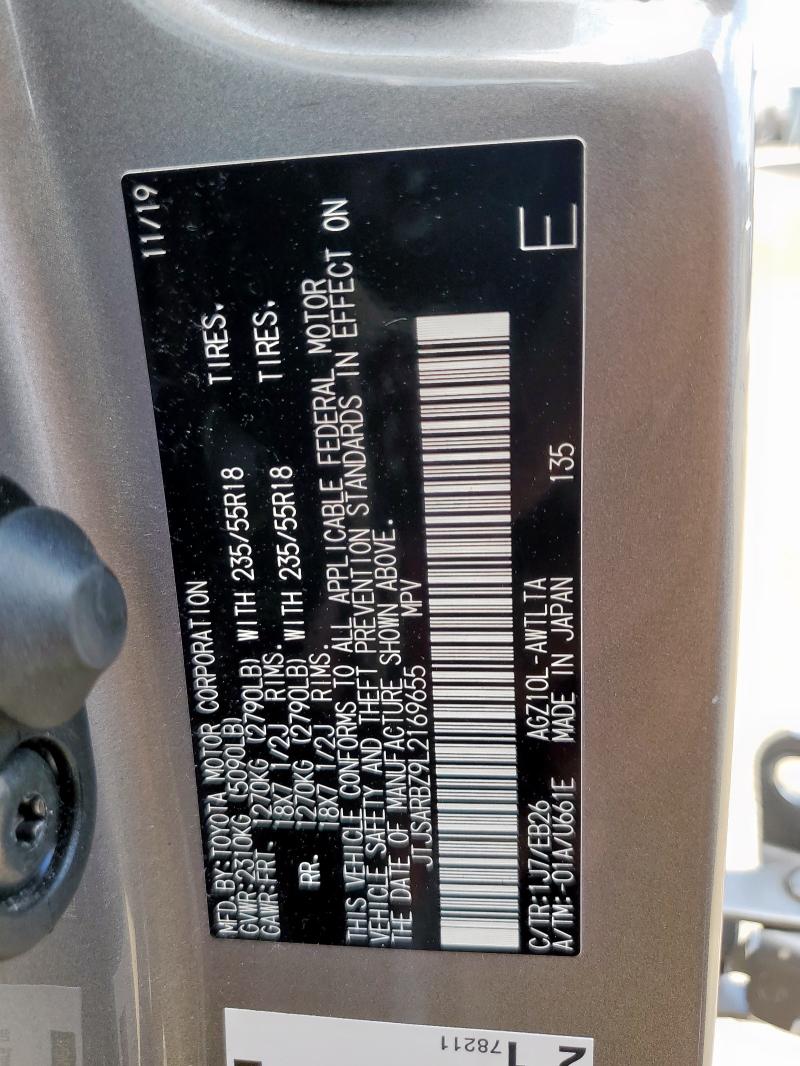 11/19
MFD.BY:TOYOTA MOTOR CORPORATION
GVWR:2310KG (5090LB)
GAWR:FRT. 1270KG (2790LB) WITH 235/55R18 TIRES.
18X7 1/2J RIMS.
RR. 1270KG (2790LB) WITH 235/55R18 TIRES.
18X7 1/2J RIMS.
THIS VEHICLE CONFORMS TO ALL APPLICABLE FEDERAL MOTOR
VEHICLE SAFETY AND THEFT PREVENTION STANDARDS IN EFFECT ON
THE DATE OF MANUFACTURE SHOWN ABOVE.
JTJSARBZ9L2169655 MPV
C/TR:1J7/EB26 AGZ10L-AWTLTA 135 E
A/TM:-01A/U661E MADE IN JAPAN
78211